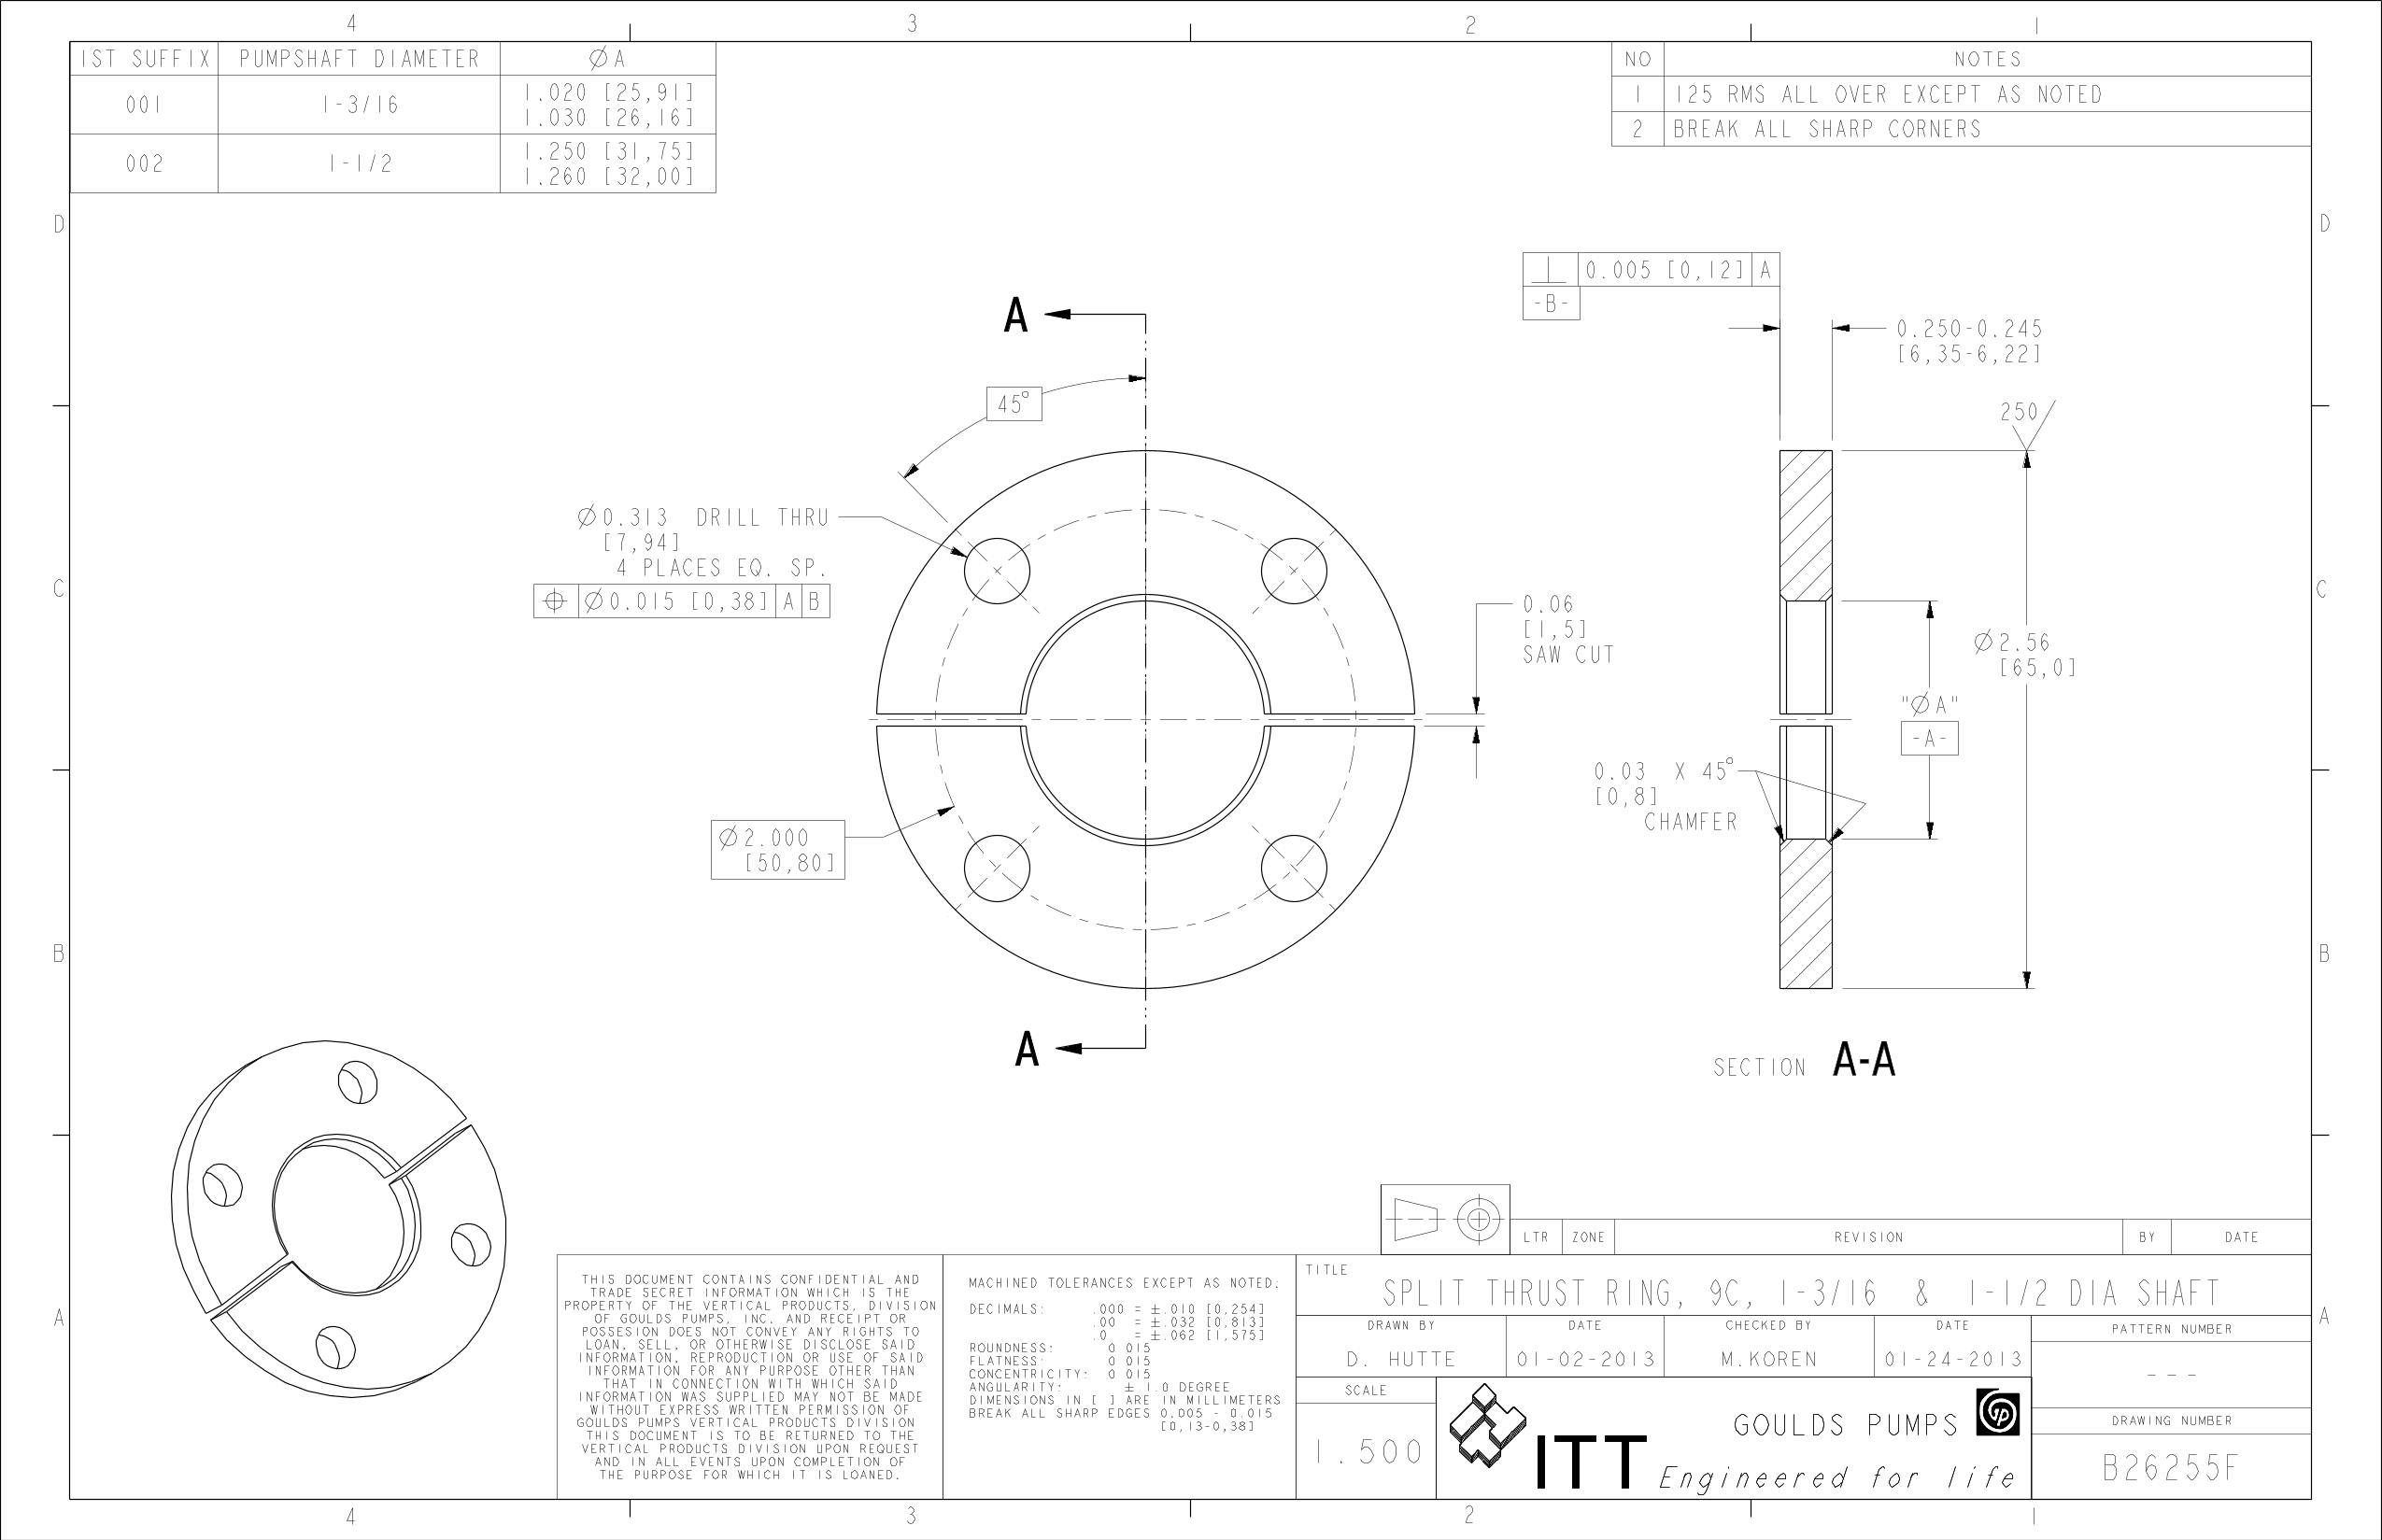 4 3 2 1
1ST SUFFIX PUMPSHAFT DIAMETER ØA
001 1-3/16 1.020 [25,91]
1.030 [26,16]
002 1-1/2 1.250 [31,75]
1.260 [32,00]
NO NOTES
1 125 RMS ALL OVER EXCEPT AS NOTED
2 BREAK ALL SHARP CORNERS
D D
⊥ 0.005 [0,12] A
-B-
A
0.250-0.245
[6,35-6,22]
45°
250
Ø0.313 DRILL THRU
[7,94]
4 PLACES EQ. SP.
⌖ Ø0.015 [0,38] A B
C C
0.06
[1,5]
SAW CUT
Ø2.56
[65,0]
"ØA"
-A-
0.03 X 45°
[0,8]
CHAMFER
Ø2.000
[50,80]
B B
A
SECTION A-A
LTR ZONE REVISION BY DATE
THIS DOCUMENT CONTAINS CONFIDENTIAL AND
TRADE SECRET INFORMATION WHICH IS THE
PROPERTY OF THE VERTICAL PRODUCTS, DIVISION
OF GOULDS PUMPS, INC. AND RECEIPT OR
POSSESION DOES NOT CONVEY ANY RIGHTS TO
LOAN, SELL, OR OTHERWISE DISCLOSE SAID
INFORMATION, REPRODUCTION OR USE OF SAID
INFORMATION FOR ANY PURPOSE OTHER THAN
THAT IN CONNECTION WITH WHICH SAID
INFORMATION WAS SUPPLIED MAY NOT BE MADE
WITHOUT EXPRESS WRITTEN PERMISSION OF
GOULDS PUMPS VERTICAL PRODUCTS DIVISION
THIS DOCUMENT IS TO BE RETURNED TO THE
VERTICAL PRODUCTS DIVISION UPON REQUEST
AND IN ALL EVENTS UPON COMPLETION OF
THE PURPOSE FOR WHICH IT IS LOANED.
MACHINED TOLERANCES EXCEPT AS NOTED:
DECIMALS: .000 = ±.010 [0,254]
.00 = ±.032 [0,813]
.0 = ±.062 [1,575]
ROUNDNESS: 0.015
FLATNESS: 0.015
CONCENTRICITY: 0.015
ANGULARITY: ± 1.0 DEGREE
DIMENSIONS IN [ ] ARE IN MILLIMETERS
BREAK ALL SHARP EDGES 0.005 - 0.015
[0,13-0,38]
TITLE
SPLIT THRUST RING, 9C, 1-3/16 & 1-1/2 DIA SHAFT
DRAWN BY DATE CHECKED BY DATE PATTERN NUMBER
D. HUTTE 01-02-2013 M.KOREN 01-24-2013 ---
SCALE
1.500
ITT
GOULDS PUMPS gp
Engineered for life
DRAWING NUMBER
B26255F
A A
4 3 2 1